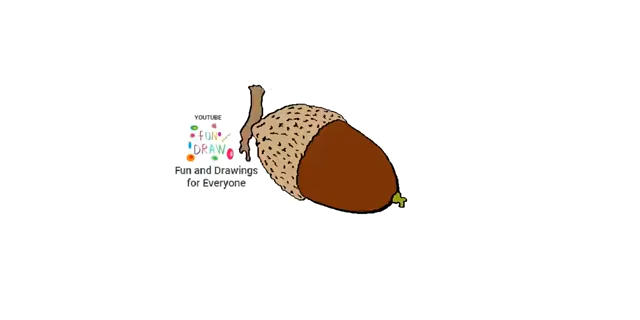 YOUTUBE
FUN
DRAW
Fun and Drawings
for Everyone